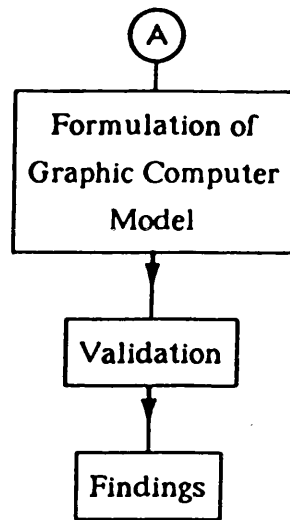 A
Formulation of
Graphic Computer
Model
Validation
Findings